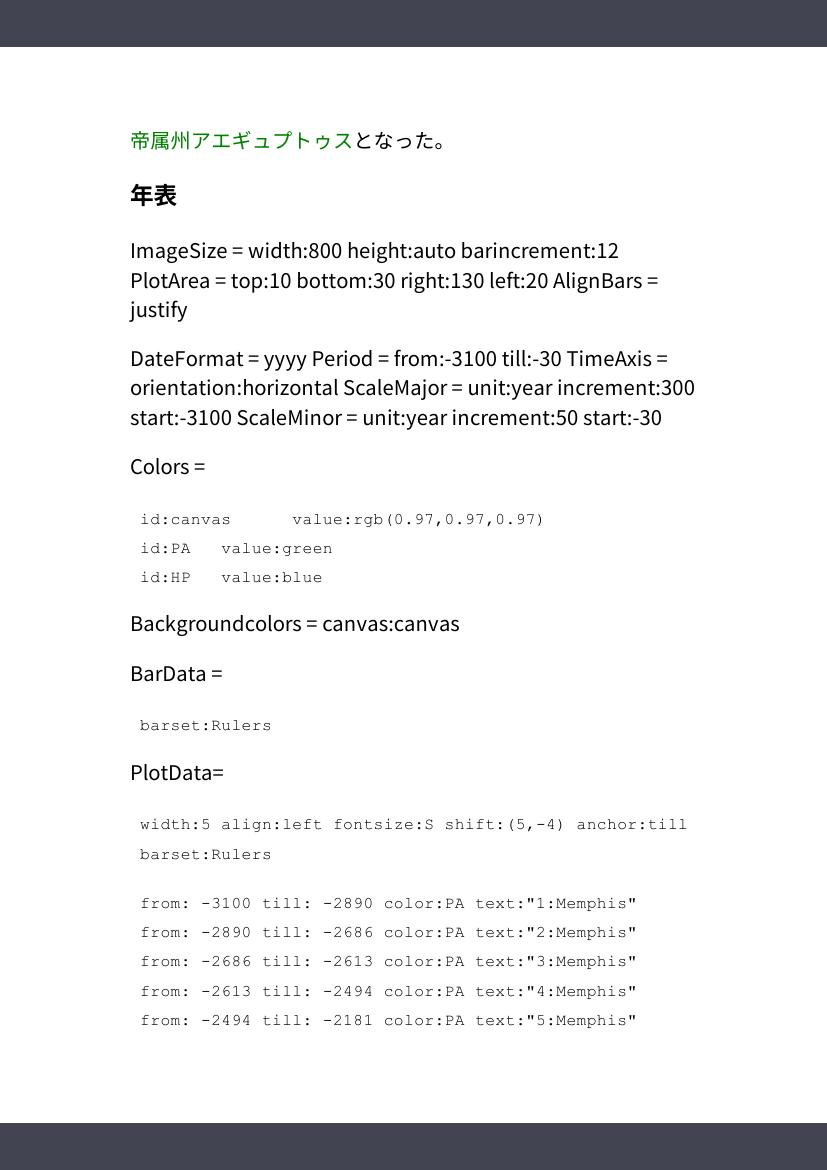 帝属州アエギュプトゥスとなった。
年表
ImageSize = width:800 height:auto barincrement:12
PlotArea = top:10 bottom:30 right:130 left:20 AlignBars =
justify
DateFormat = yyyy Period = from:-3100 till:-30 TimeAxis =
orientation:horizontal ScaleMajor = unit:year increment:300
start:-3100 ScaleMinor = unit:year increment:50 start:-30
Colors =
id:canvas      value:rgb(0.97,0.97,0.97)
id:PA   value:green
id:HP   value:blue
Backgroundcolors = canvas:canvas
BarData =
barset:Rulers
PlotData=
width:5 align:left fontsize:S shift:(5,-4) anchor:till
barset:Rulers
from: -3100 till: -2890 color:PA text:"1:Memphis"
from: -2890 till: -2686 color:PA text:"2:Memphis"
from: -2686 till: -2613 color:PA text:"3:Memphis"
from: -2613 till: -2494 color:PA text:"4:Memphis"
from: -2494 till: -2181 color:PA text:"5:Memphis"